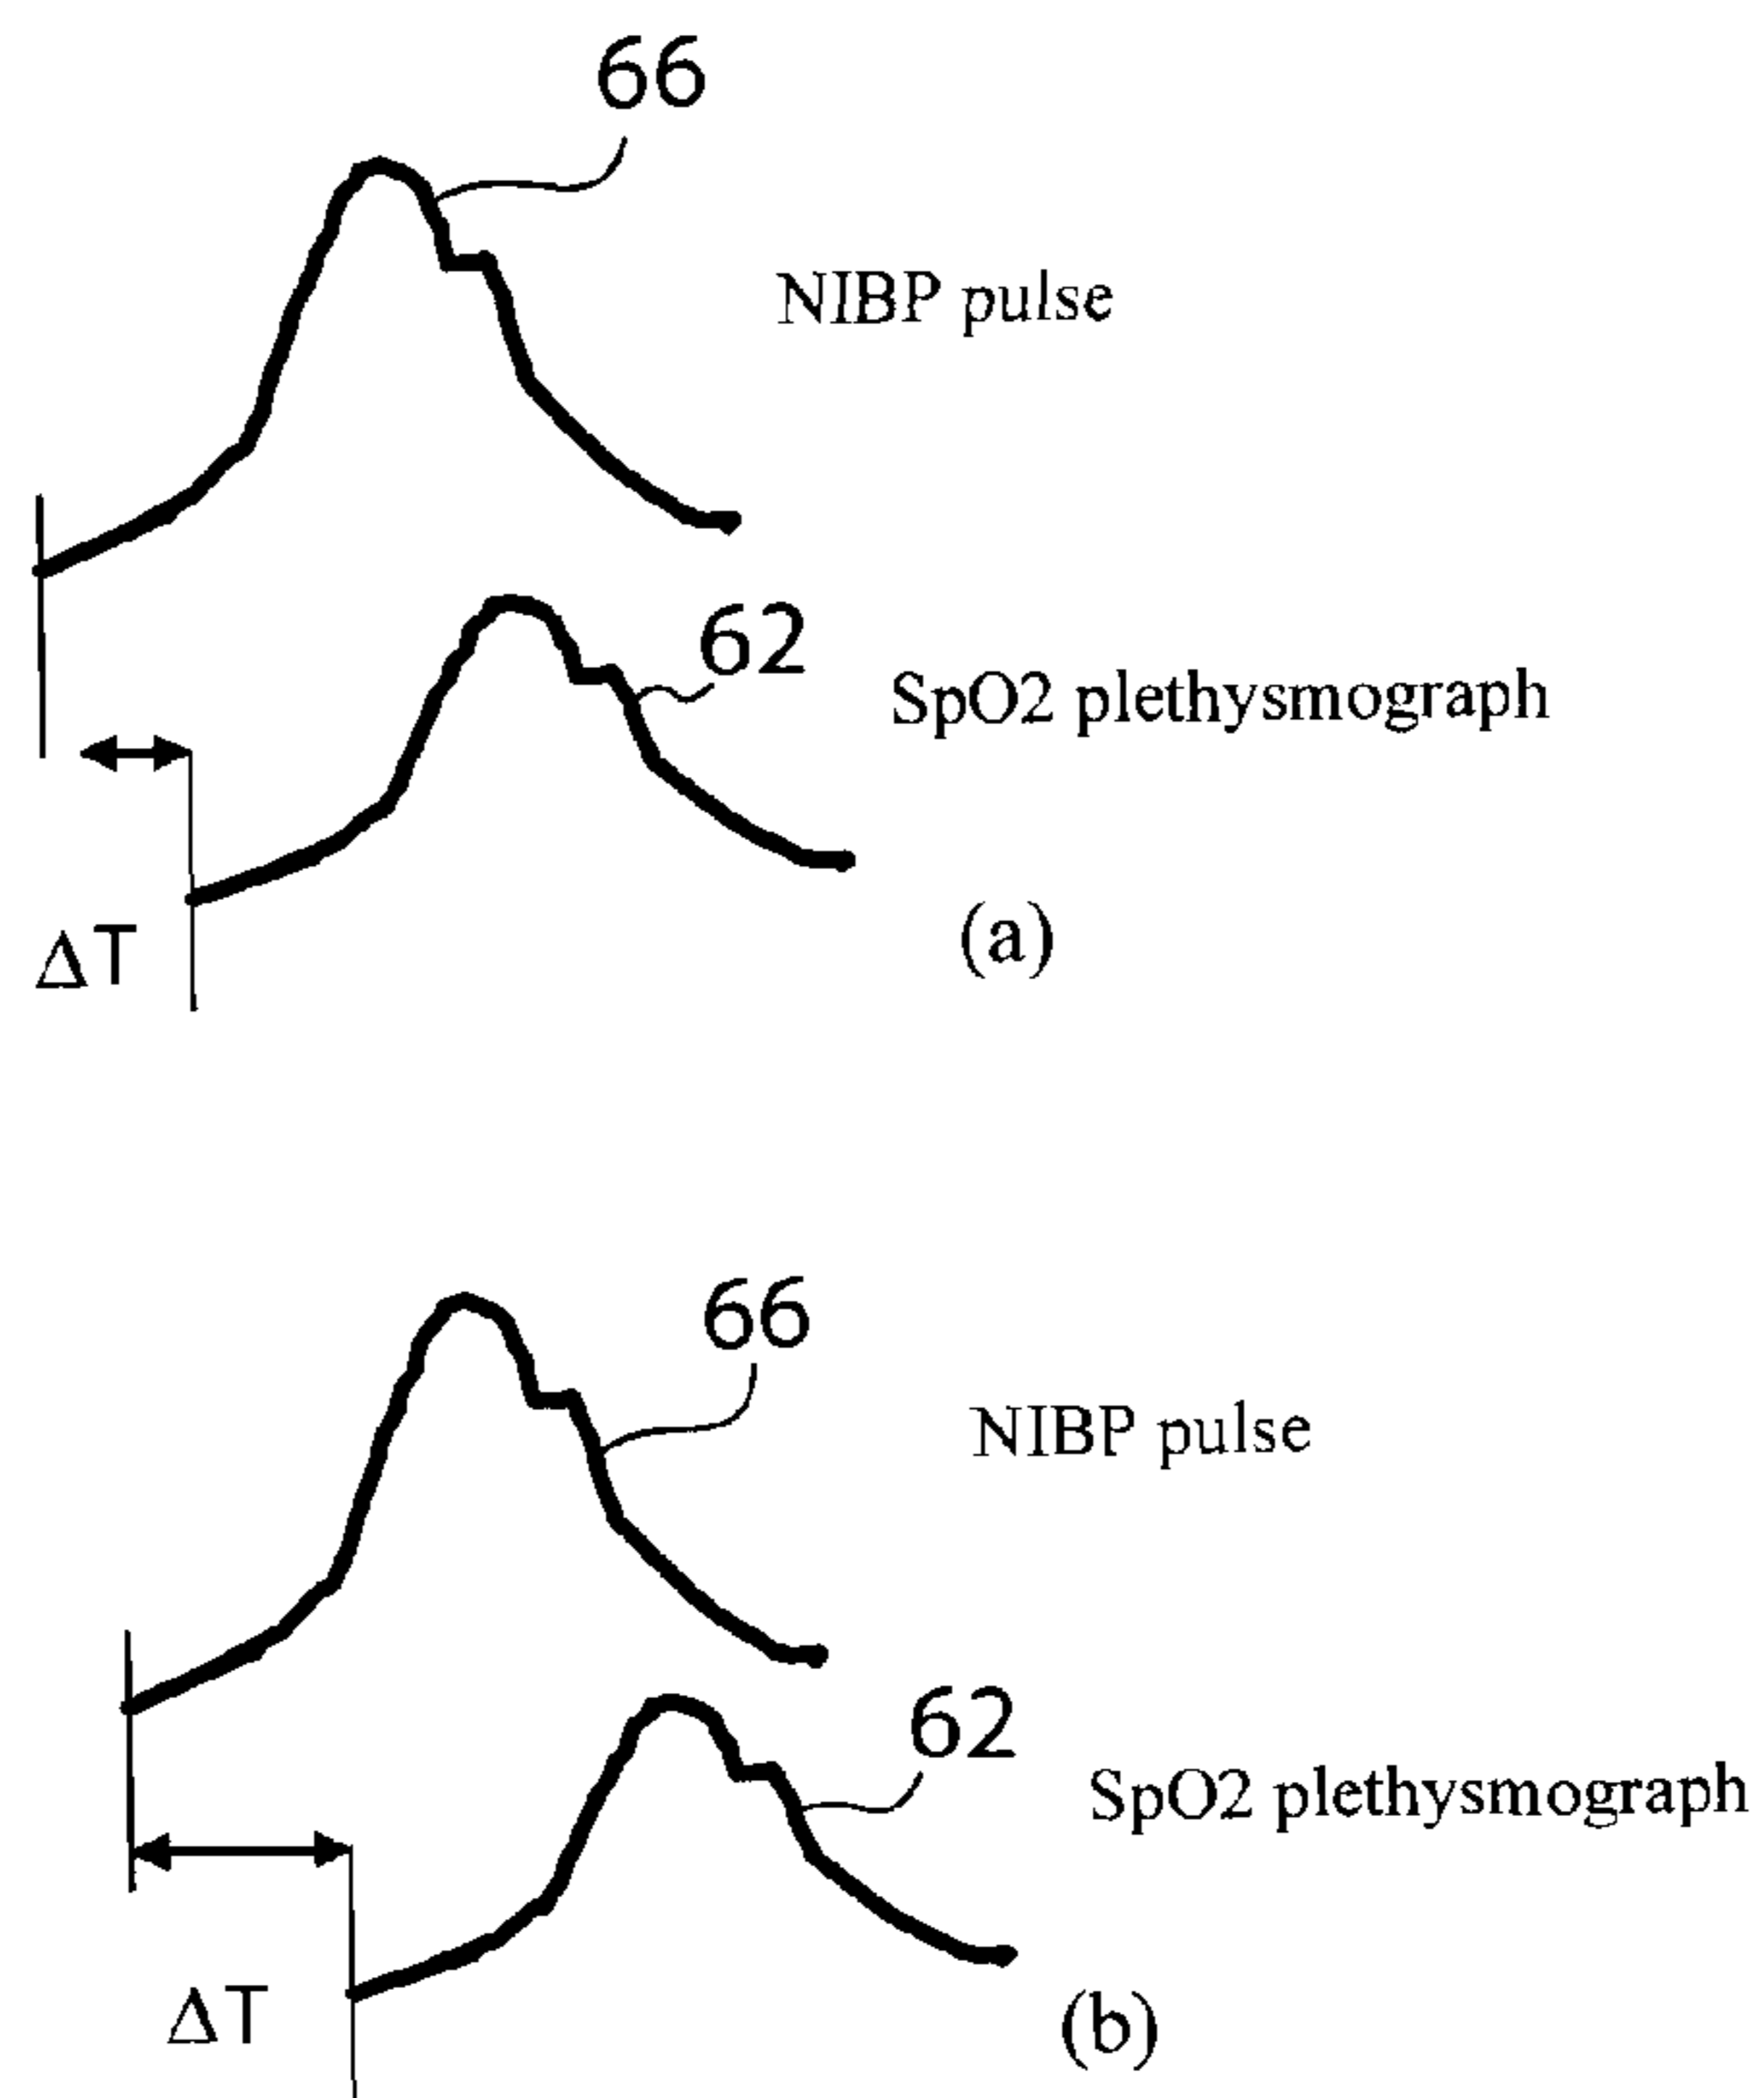 66
NIBP pulse
62
SpO2 plethysmograph
ΔT
(a)
66
NIBP pulse
62
SpO2 plethysmograph
ΔT
(b)